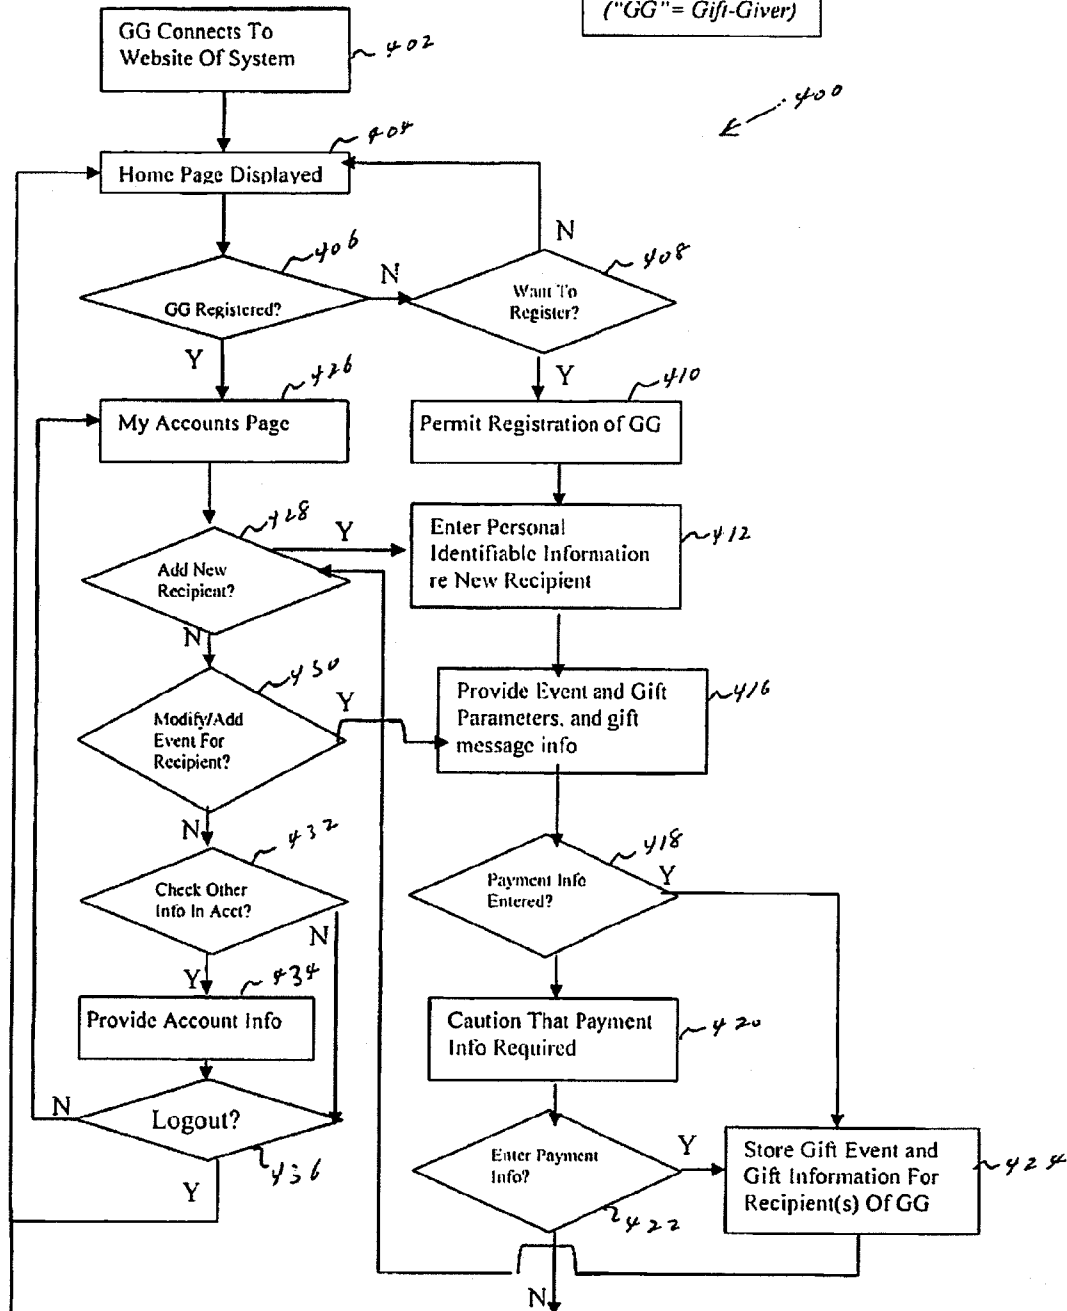 ("GG"= Gift-Giver)
GG Connects To
Website Of System
402
400
404
Home Page Displayed
N
406
408
N
GG Registered?
Want To
Register?
Y
Y
426
410
My Accounts Page
Permit Registration of GG
428
Y
Enter Personal
Identifiable Information
re New Recipient
412
Add New
Recipient?
N
430
Y
Provide Event and Gift
Parameters, and gift
message info
416
Modify/Add
Event For
Recipient?
N
432
418
Check Other
Info In Acct?
Payment Info
Entered?
Y
N
Y
434
Provide Account Info
Caution That Payment
Info Required
420
N
Logout?
436
Y
Enter Payment
Info?
Y
422
Store Gift Event and
Gift Information For
Recipient(s) Of GG
424
N